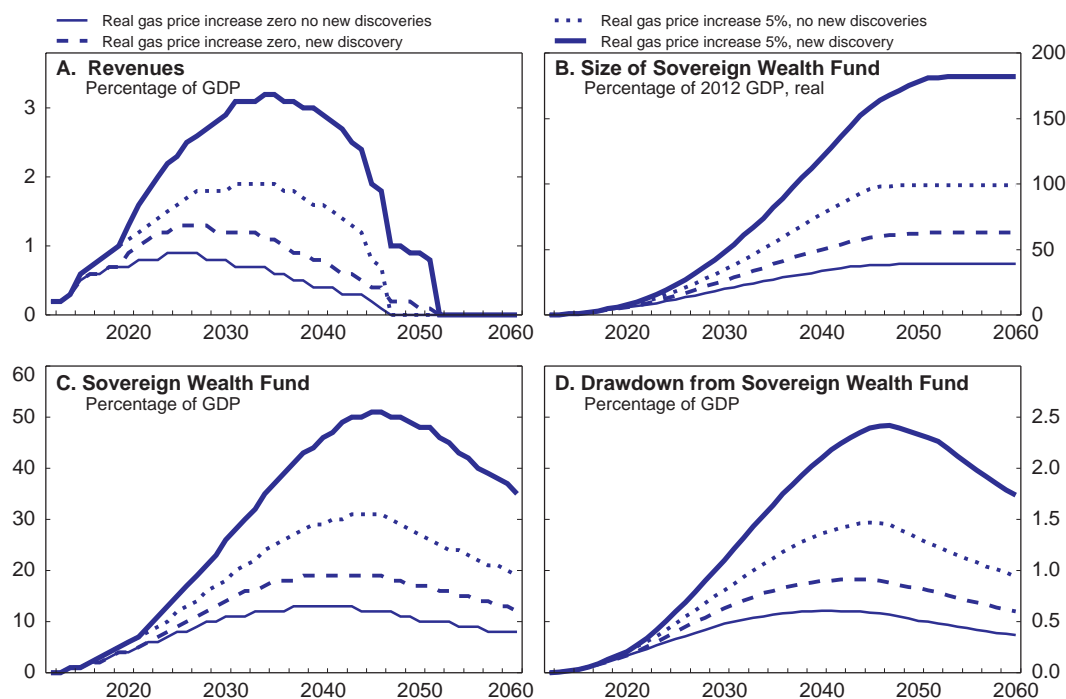 Real gas price increase zero no new discoveries
Real gas price increase zero, new discovery
Real gas price increase 5%, no new discoveries
Real gas price increase 5%, new discovery
A. Revenues
Percentage of GDP
3
2
1
0
2020 2030 2040 2050 2060
B. Size of Sovereign Wealth Fund
Percentage of 2012 GDP, real
200
150
100
50
0
2020 2030 2040 2050 2060
C. Sovereign Wealth Fund
Percentage of GDP
60
50
40
30
20
10
0
2020 2030 2040 2050 2060
D. Drawdown from Sovereign Wealth Fund
Percentage of GDP
2.5
2.0
1.5
1.0
0.5
0.0
2020 2030 2040 2050 2060